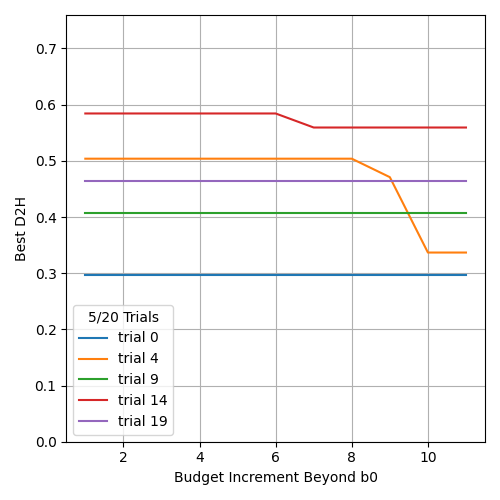 0.7
0.6
0.5
0.4
0.3
0.2
0.1
0.0
Best D2H
5/20 Trials
trial 0
trial 4
trial 9
trial 14
trial 19
2 4 6 8 10
Budget Increment Beyond b0